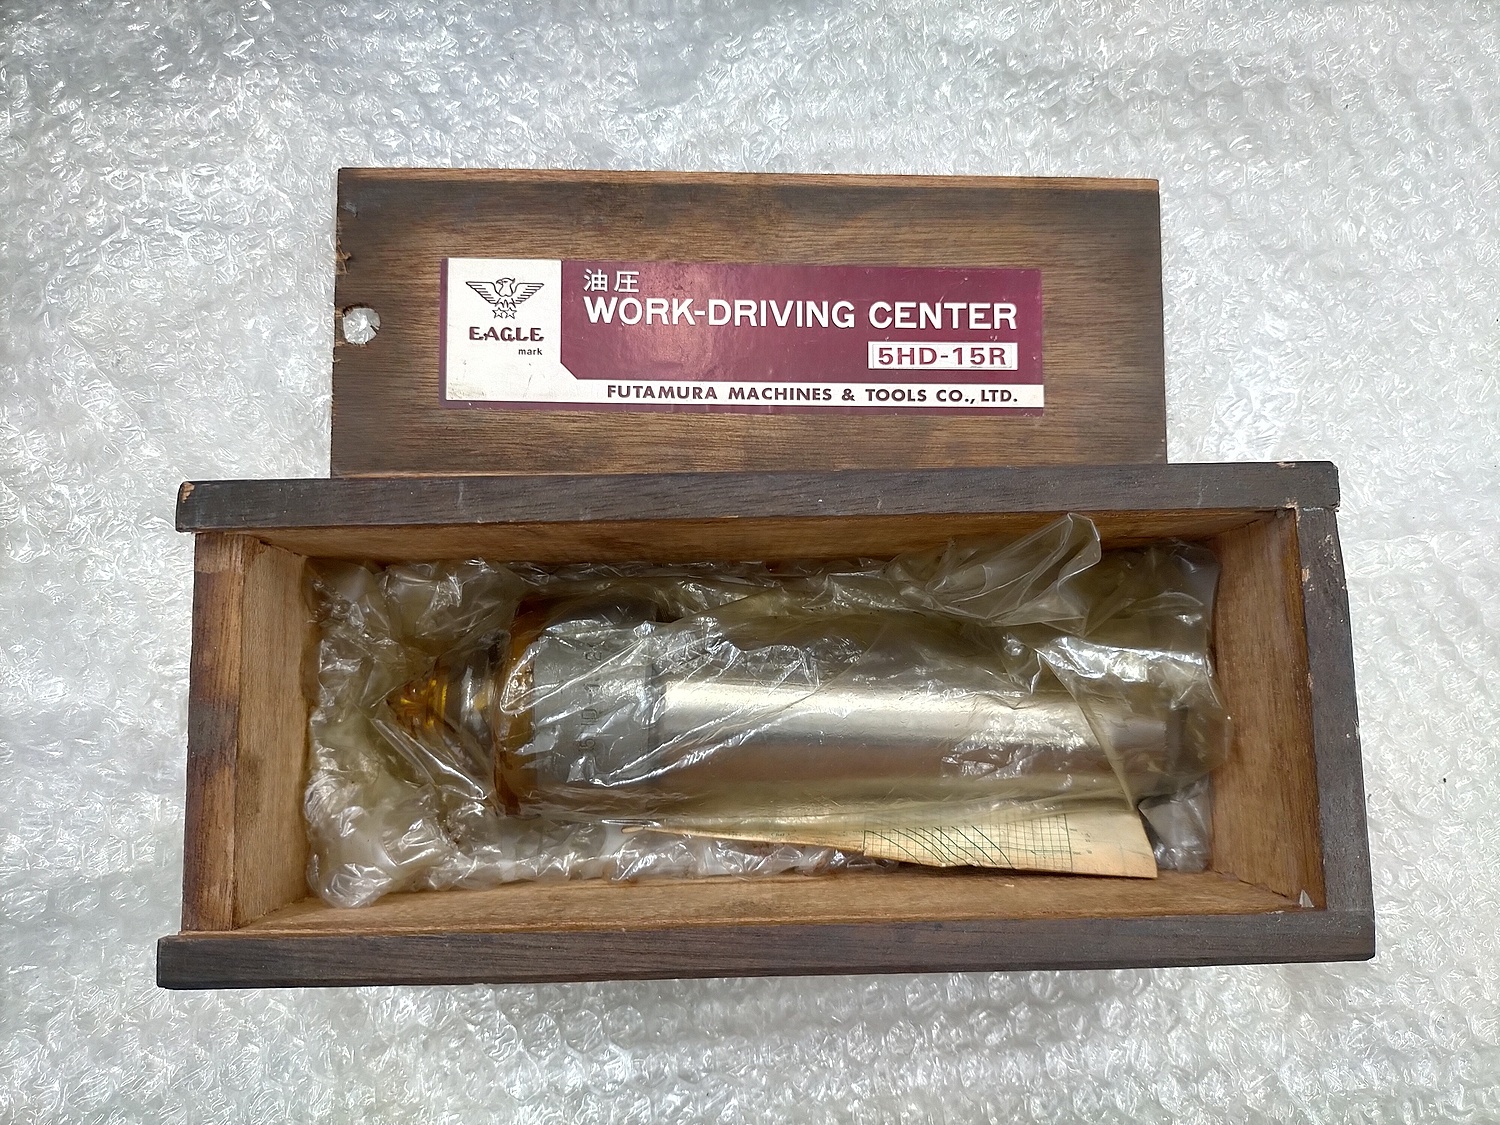 油圧
WORK-DRIVING CENTER
5HD-15R
EAGLE
mark
FUTAMURA MACHINES & TOOLS CO., LTD.